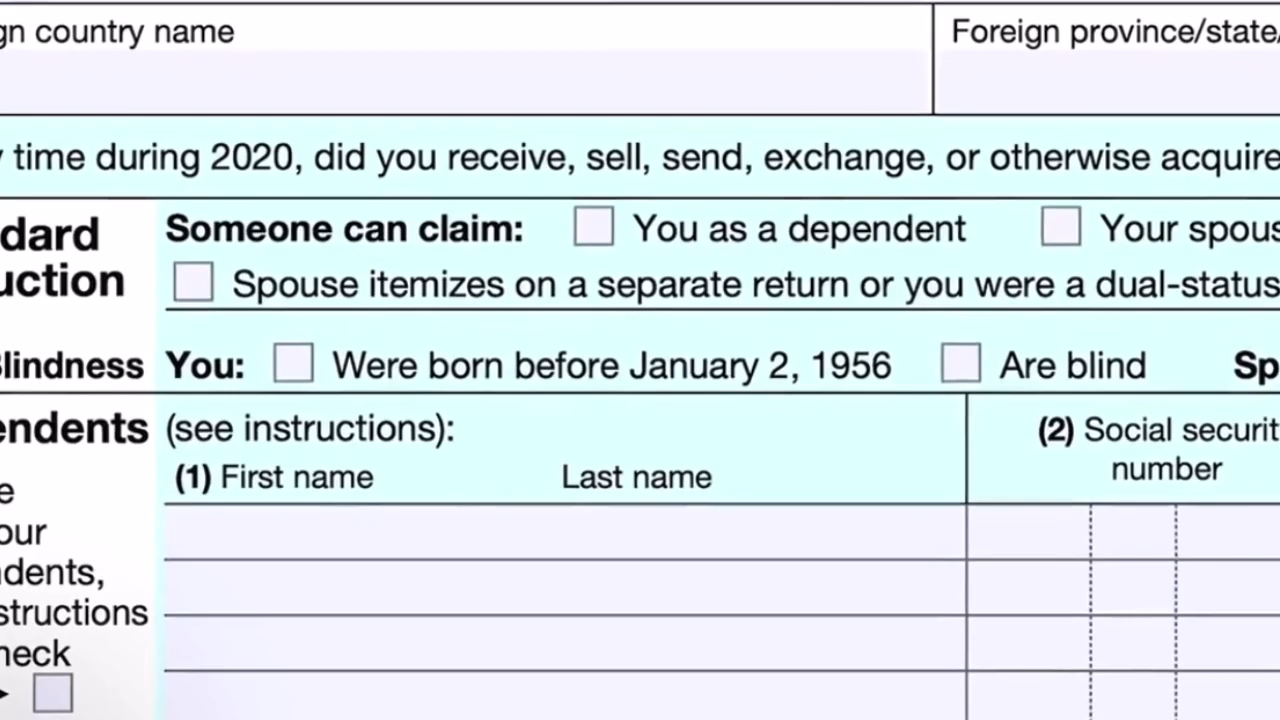 gn country name
Foreign province/state/
y time during 2020, did you receive, sell, send, exchange, or otherwise acquire
dard
uction
Someone can claim:
You as a dependent
Your spous
Spouse itemizes on a separate return or you were a dual-status
Blindness
You:
Were born before January 2, 1956
Are blind
Sp
endents
(see instructions):
(1) First name
Last name
(2) Social securit
number
e
our
ndents,
structions
heck